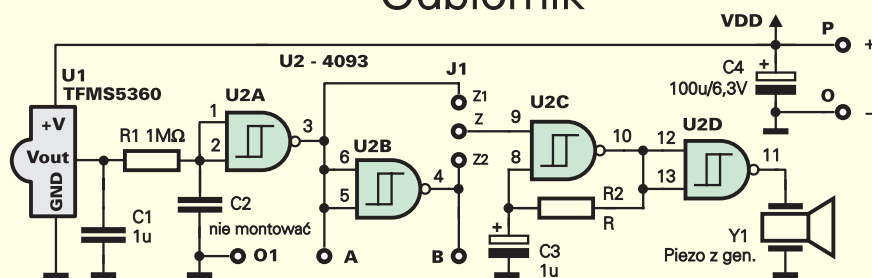 Odbiornik
VDD
P
+
U2 - 4093
J1
C4
+
100u/6,3V
O
–
U1
TFMS5360
+V
Vout
GND
R1 1MΩ
U2A
1
2
3
Z1
Z
Z2
U2B
6
5
4
U2C
9
8
10
U2D
12
13
11
C1
1u
C2
nie montować
O1
A
B
+
C3
1u
R2
R
Y1
Piezo z gen.